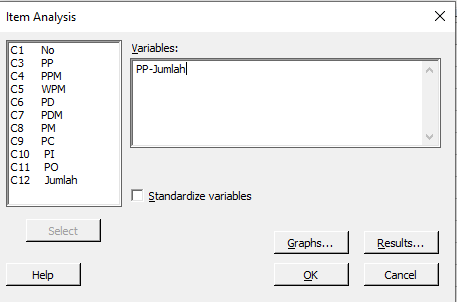 Item Analysis
C1 No
C3 PP
C4 PPM
C5 WPM
C6 PD
C7 PDM
C8 PM
C9 PC
C10 PI
C11 PO
C12 Jumlah
Variables:
PP-Jumlah
Standardize variables
Select
Graphs...
Results...
Help
OK
Cancel